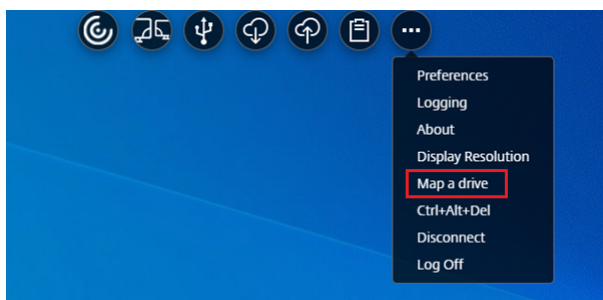 Preferences
Logging
About
Display Resolution
Map a drive
Ctrl+Alt+Del
Disconnect
Log Off